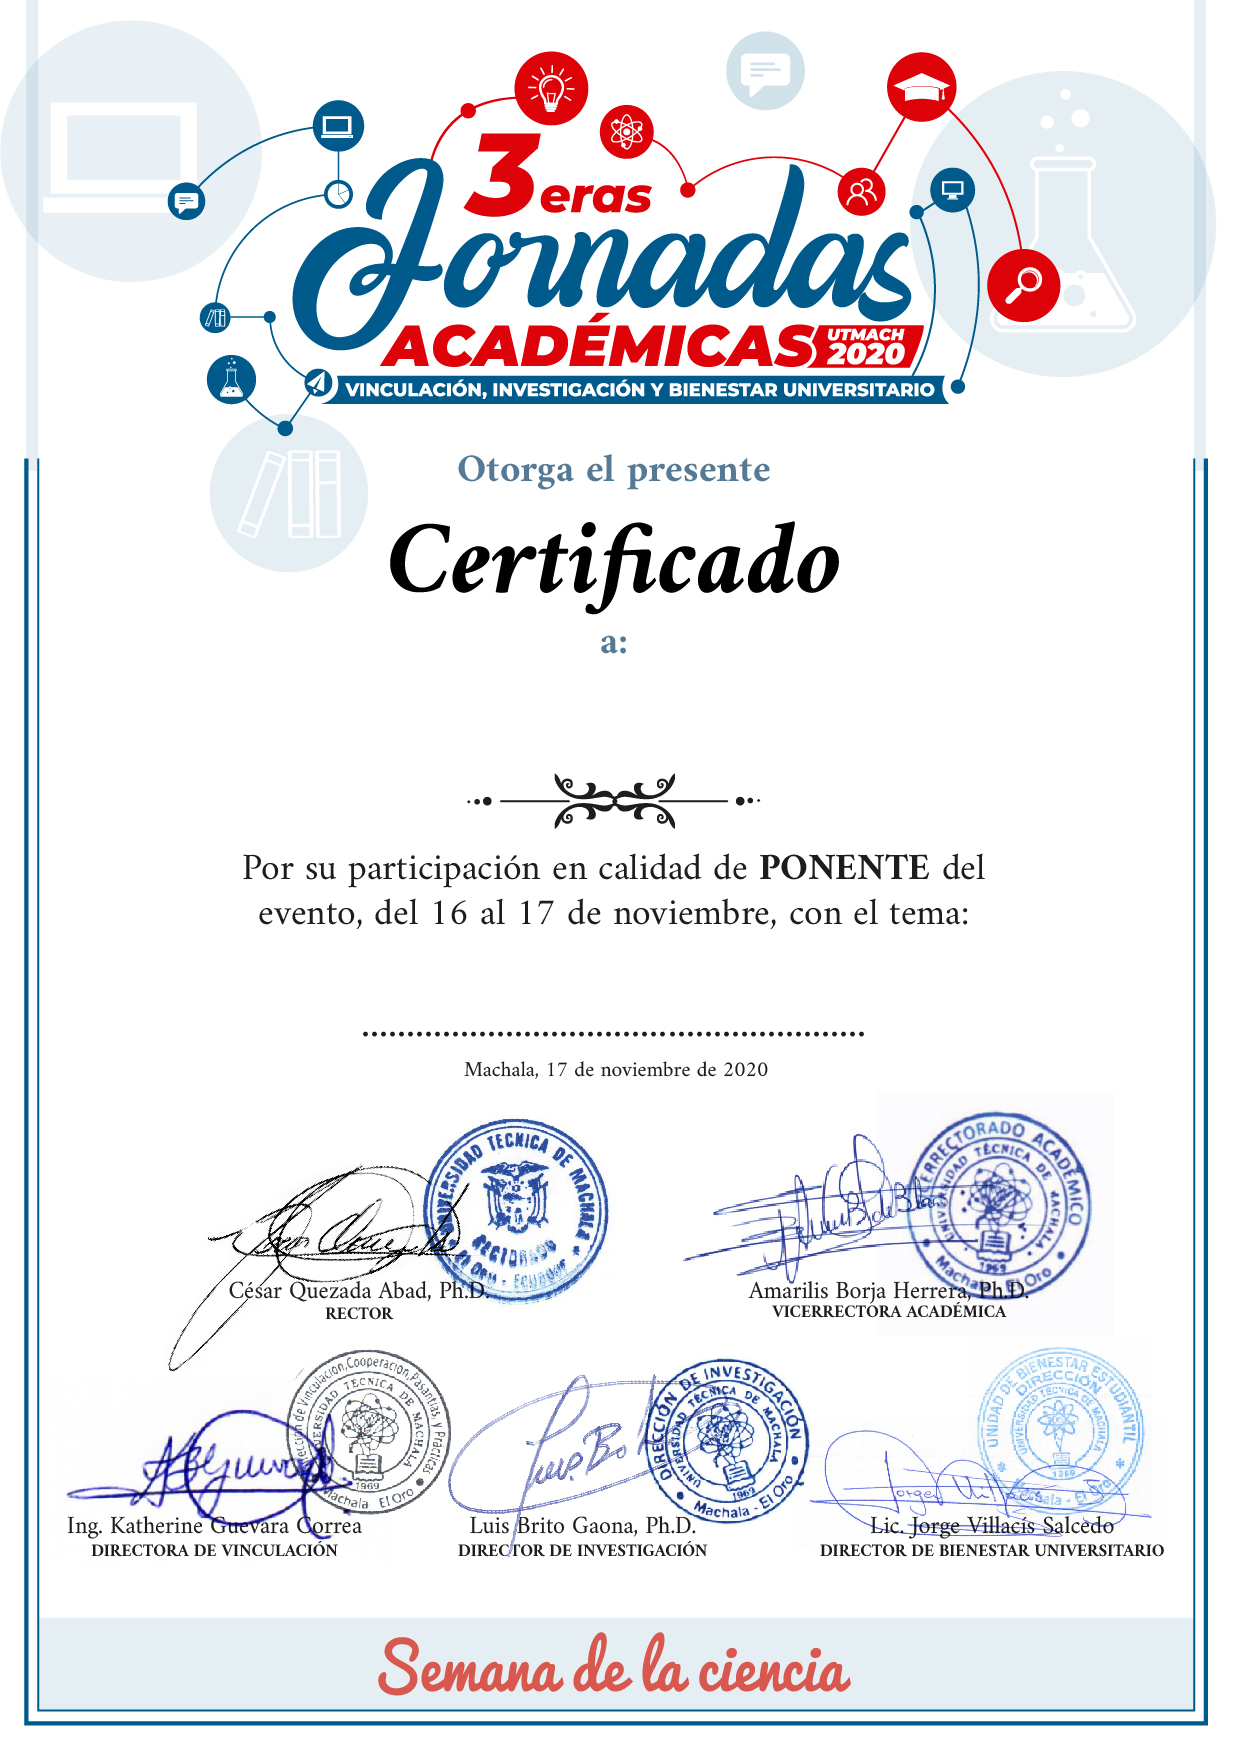 3eras
Jornadas
ACADÉMICAS UTMACH 2020
VINCULACIÓN, INVESTIGACIÓN Y BIENESTAR UNIVERSITARIO
Otorga el presente
Certificado
a:
Por su participación en calidad de PONENTE del
evento, del 16 al 17 de noviembre, con el tema:
Machala, 17 de noviembre de 2020
UNIVERSIDAD TECNICA DE MACHALA
RECTORADO
El Oro - Ecuador
VICERRECTORADO ACADÉMICO
UNIVERSIDAD TÉCNICA DE MACHALA
1969
Machala - El Oro
César Quezada Abad, Ph.D.
RECTOR
Amarilis Borja Herrera, Ph.D.
VICERRECTORA ACADÉMICA
Dirección de Vinculación, Cooperación, Pasantías y Prácticas
UNIVERSIDAD TECNICA DE MACHALA
1969
Machala El Oro
DIRECCIÓN DE INVESTIGACIÓN
UNIVERSIDAD TÉCNICA DE MACHALA
1969
Machala - El Oro
UNIDAD DE BIENESTAR ESTUDIANTIL
DIRECCIÓN
UNIVERSIDAD TECNICA DE MACHALA
1969
Machala - El Oro
Ing. Katherine Guevara Correa
DIRECTORA DE VINCULACIÓN
Luis Brito Gaona, Ph.D.
DIRECTOR DE INVESTIGACIÓN
Lic. Jorge Villacís Salcedo
DIRECTOR DE BIENESTAR UNIVERSITARIO
Semana de la ciencia